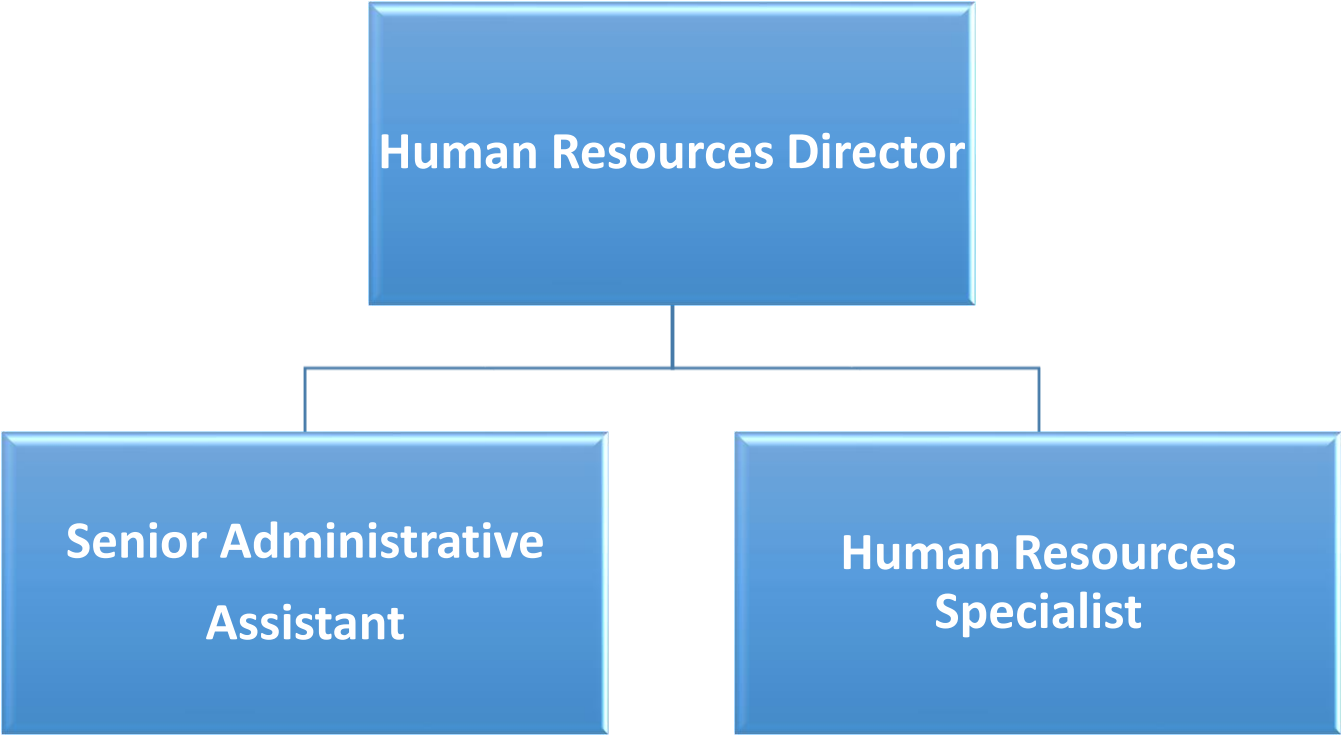 Human Resources Director
Senior Administrative
Assistant
Human Resources
Specialist